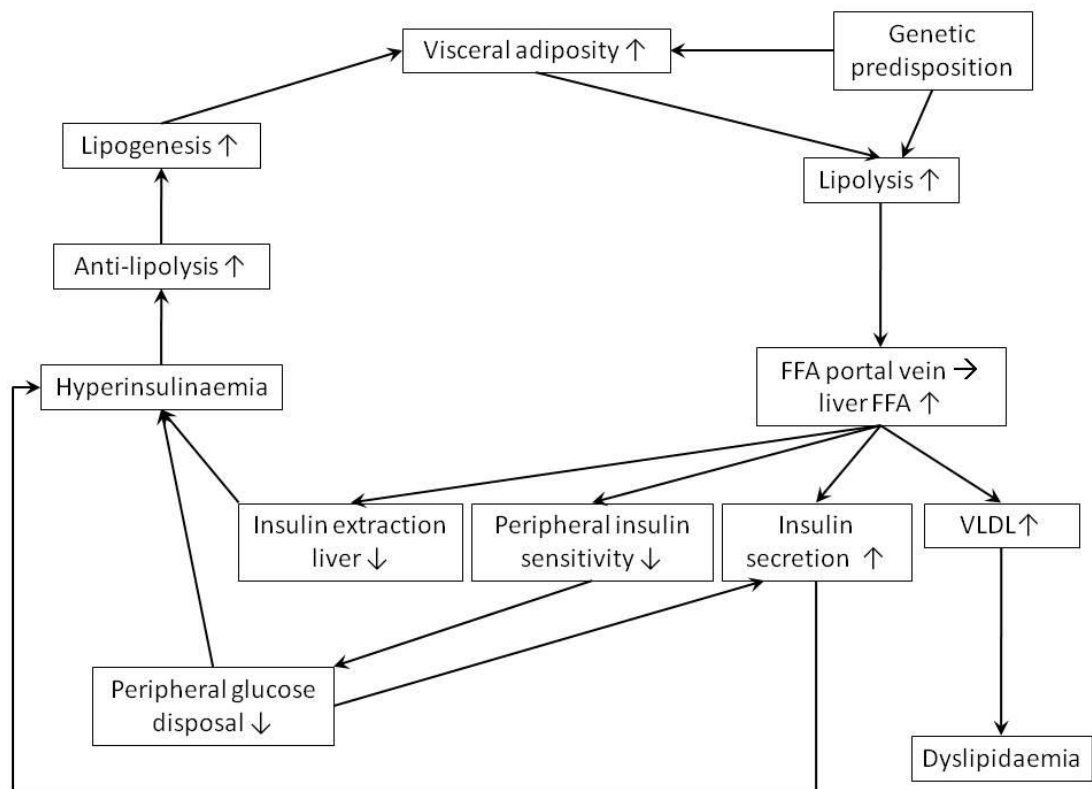 Visceral adiposity ↑
Genetic
predisposition
Lipogenesis ↑
Lipolysis ↑
Anti-lipolysis ↑
Hyperinsulinaemia
FFA portal vein →
liver FFA ↑
Insulin extraction
liver ↓
Peripheral insulin
sensitivity ↓
Insulin
secretion ↑
VLDL↑
Peripheral glucose
disposal ↓
Dyslipidaemia